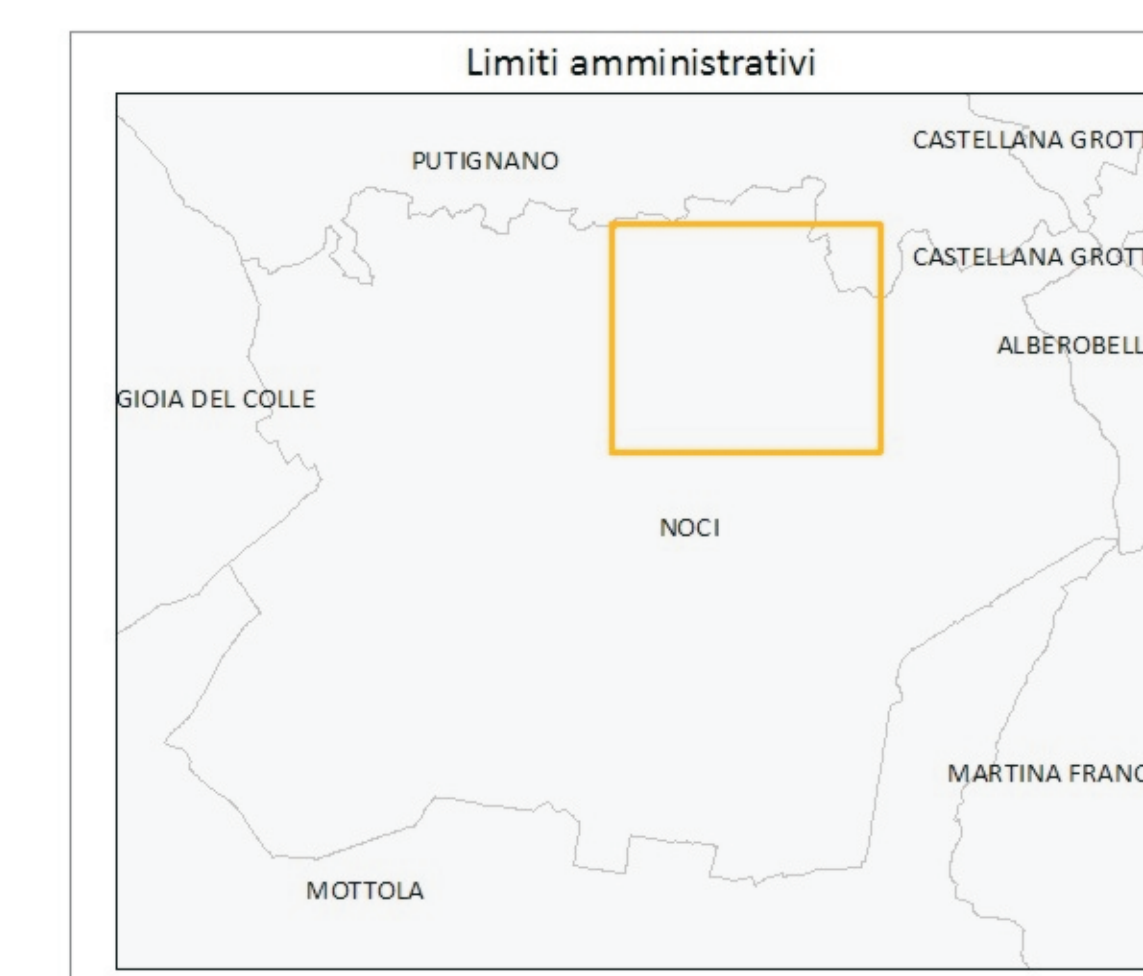 Limiti amministrativi
CASTELLANA GROTT
PUTIGNANO
CASTELLANA GROTT
ALBEROBELL
GIOIA DEL COLLE
NOCI
MARTINA FRANC
MOTTOLA